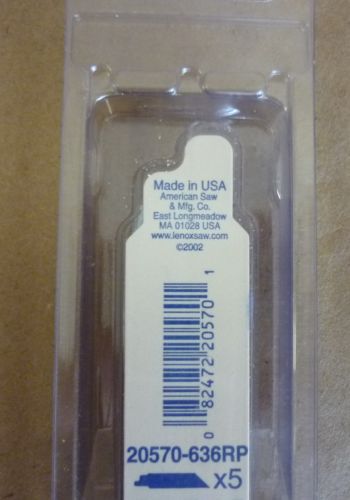 Made in USA
American Saw
& Mfg. Co.
East Longmeadow
MA 01028 USA
www.lenoxsaw.com
©2002
0 82472 20570 1
20570-636RP
x5